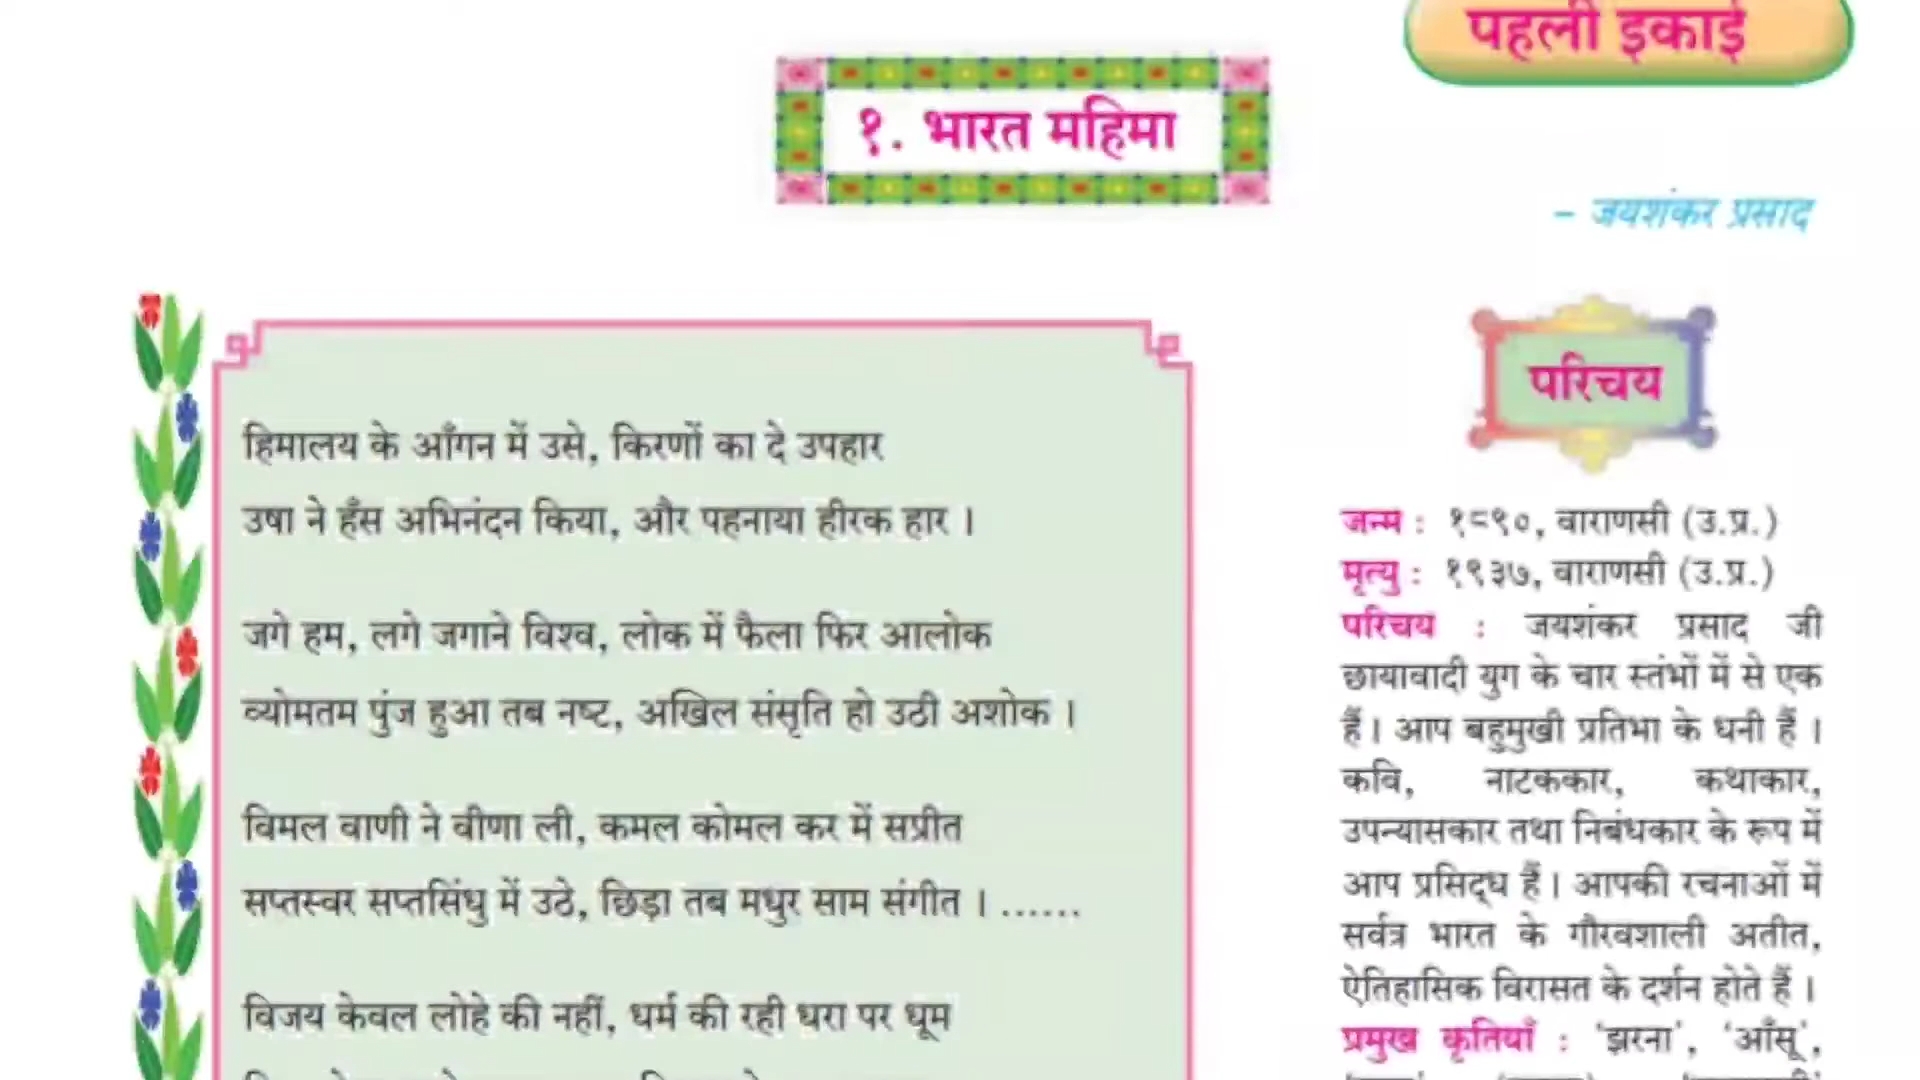 पहली इकाई
१. भारत महिमा
– जयशंकर प्रसाद
हिमालय के आँगन में उसे, किरणों का दे उपहार
उषा ने हँस अभिनंदन किया, और पहनाया हीरक हार ।
जगे हम, लगे जगाने विश्व, लोक में फैला फिर आलोक
व्योमतम पुंज हुआ तब नष्ट, अखिल संसृति हो उठी अशोक ।
विमल वाणी ने वीणा ली, कमल कोमल कर में सप्रीत
सप्तस्वर सप्तसिंधु में उठे, छिड़ा तब मधुर साम संगीत । ......
विजय केवल लोहे की नहीं, धर्म की रही धरा पर धूम
परिचय
जन्म : १८९०, वाराणसी (उ.प्र.)
मृत्यु : १९३७, वाराणसी (उ.प्र.)
परिचय : जयशंकर प्रसाद जी
छायावादी युग के चार स्तंभों में से एक
हैं । आप बहुमुखी प्रतिभा के धनी हैं ।
कवि, नाटककार, कथाकार,
उपन्यासकार तथा निबंधकार के रूप में
आप प्रसिद्ध हैं । आपकी रचनाओं में
सर्वत्र भारत के गौरवशाली अतीत,
ऐतिहासिक विरासत के दर्शन होते हैं ।
प्रमुख कृतियाँ : ‘झरना’, ‘आँसू’,